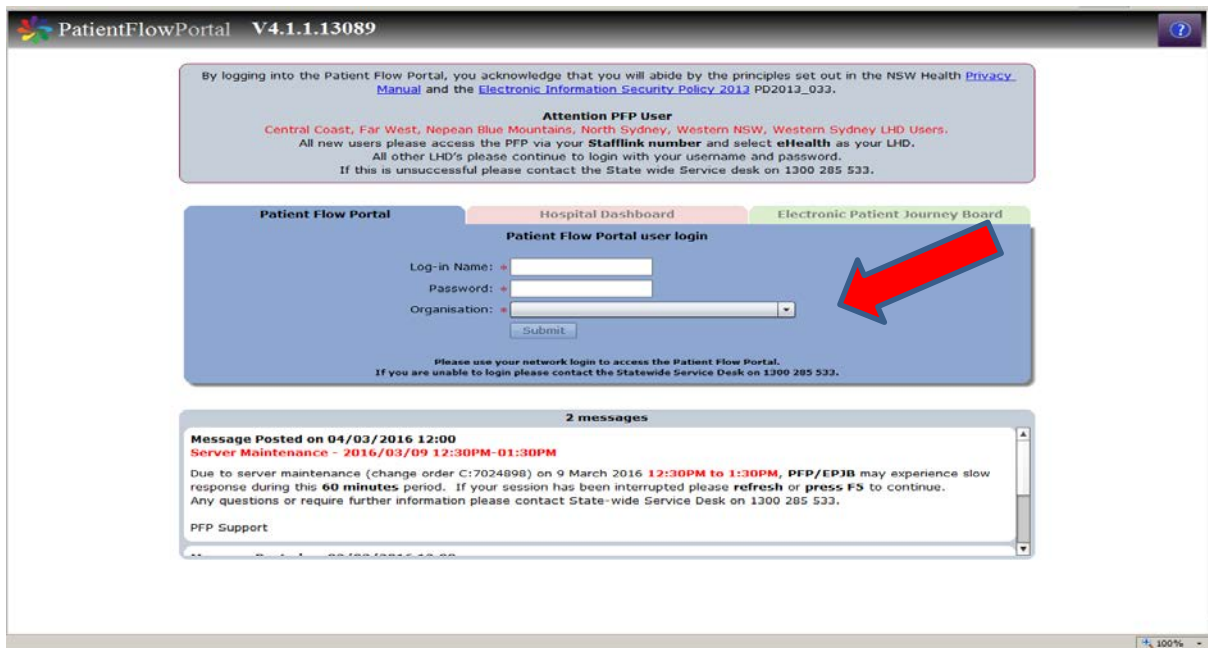 PatientFlowPortal V4.1.1.13089
By logging into the Patient Flow Portal, you acknowledge that you will abide by the principles set out in the NSW Health Privacy
Manual and the Electronic Information Security Policy 2013 PD2013_033.
Attention PFP User
Central Coast, Far West, Nepean Blue Mountains, North Sydney, Western NSW, Western Sydney LHD Users.
All new users please access the PFP via your Stafflink number and select eHealth as your LHD.
All other LHD's please continue to login with your username and password.
If this is unsuccessful please contact the State wide Service desk on 1300 285 533.
Patient Flow Portal Hospital Dashboard Electronic Patient Journey Board
Patient Flow Portal user login
Log-in Name: *
Password: *
Organisation: *
Submit
Please use your network login to access the Patient Flow Portal.
If you are unable to login please contact the Statewide Service Desk on 1300 285 533.
2 messages
Message Posted on 04/03/2016 12:00
Server Maintenance - 2016/03/09 12:30PM-01:30PM
Due to server maintenance (change order C:7024898) on 9 March 2016 12:30PM to 1:30PM, PFP/EPJB may experience slow
response during this 60 minutes period. If your session has been interrupted please refresh or press F5 to continue.
Any questions or require further information please contact State-wide Service Desk on 1300 285 533.
PFP Support
100%